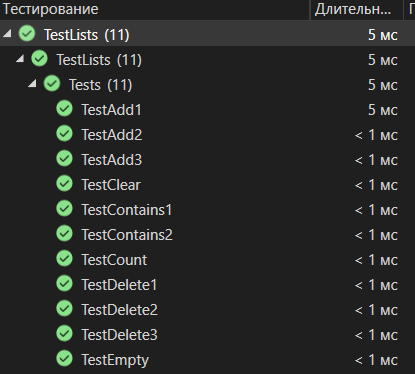 Тестирование Длительн... П
TestLists (11) 5 мс
TestLists (11) 5 мс
Tests (11) 5 мс
TestAdd1 5 мс
TestAdd2 < 1 мс
TestAdd3 < 1 мс
TestClear < 1 мс
TestContains1 < 1 мс
TestContains2 < 1 мс
TestCount < 1 мс
TestDelete1 < 1 мс
TestDelete2 < 1 мс
TestDelete3 < 1 мс
TestEmpty < 1 мс